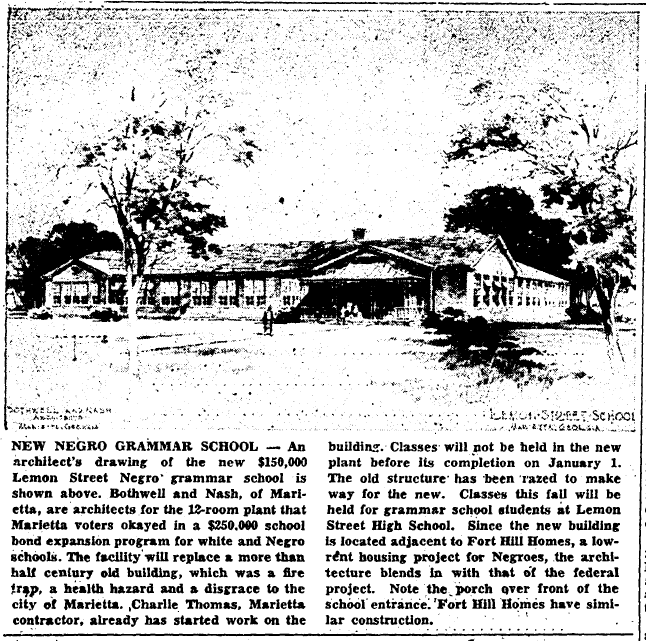 BOTHWELL AND NASH
ARCHITECTS
MARIETTA, GEORGIA
LEMON STREET SCHOOL
MARIETTA, GEORGIA
NEW NEGRO GRAMMAR SCHOOL — An
architect's drawing of the new $150,000
Lemon Street Negro grammar school is
shown above. Bothwell and Nash, of Mari-
etta, are architects for the 12-room plant that
Marietta voters okayed in a $250,000 school
bond expansion program for white and Negro
schools. The facility will replace a more than
half century old building, which was a fire
trap, a health hazard and a disgrace to the
city of Marietta. Charlie Thomas, Marietta
contractor, already has started work on the
building. Classes will not be held in the new
plant before its completion on January 1.
The old structure has been razed to make
way for the new. Classes this fall will be
held for grammar school students at Lemon
Street High School. Since the new building
is located adjacent to Fort Hill Homes, a low-
rent housing project for Negroes, the archi-
tecture blends in with that of the federal
project. Note the porch over front of the
school entrance. Fort Hill Homes have simi-
lar construction.